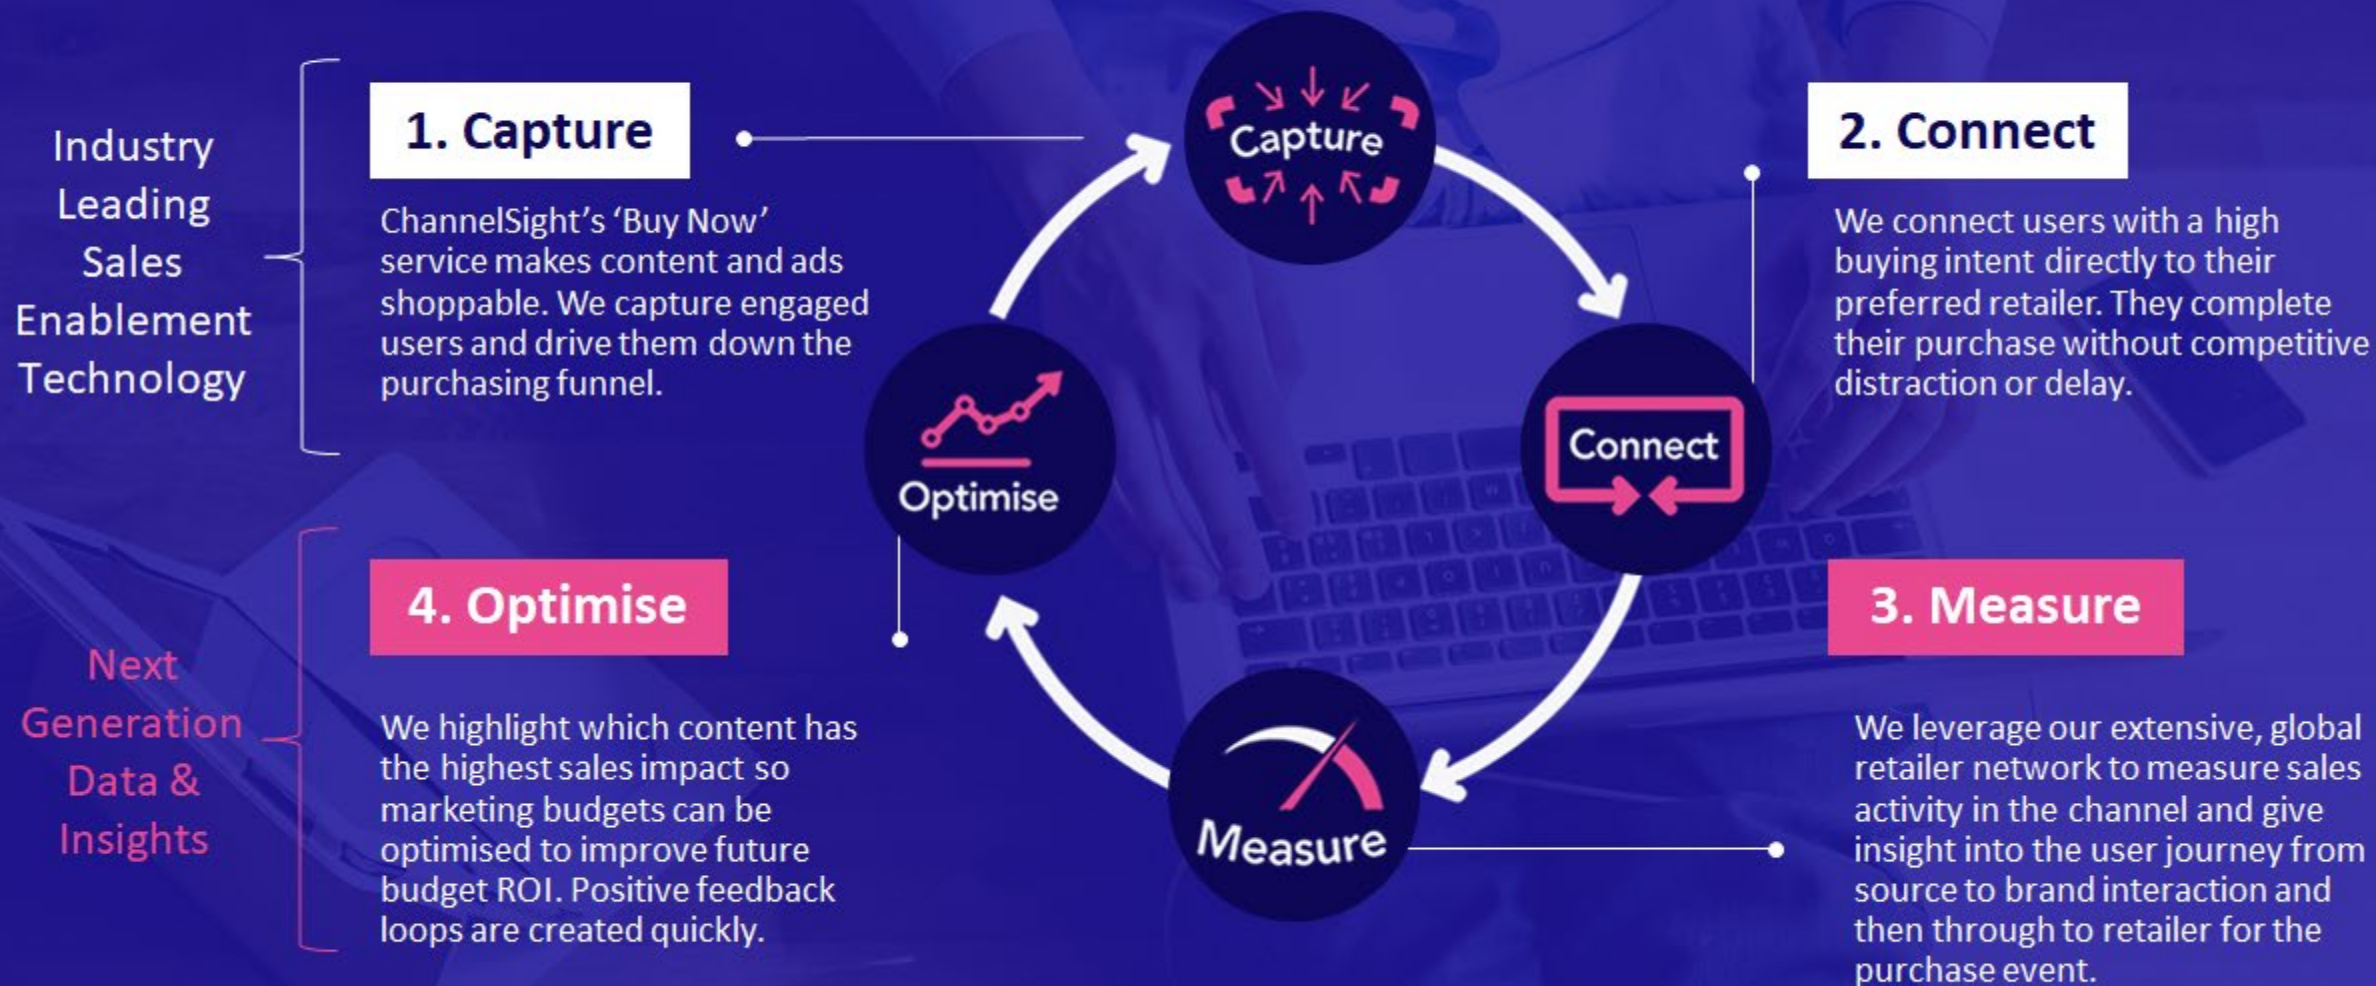 Industry
Leading
Sales
Enablement
Technology
1. Capture
ChannelSight’s ‘Buy Now’
service makes content and ads
shoppable. We capture engaged
users and drive them down the
purchasing funnel.
Capture
2. Connect
We connect users with a high
buying intent directly to their
preferred retailer. They complete
their purchase without competitive
distraction or delay.
Connect
Optimise
Measure
3. Measure
We leverage our extensive, global
retailer network to measure sales
activity in the channel and give
insight into the user journey from
source to brand interaction and
then through to retailer for the
purchase event.
Next
Generation
Data &
Insights
4. Optimise
We highlight which content has
the highest sales impact so
marketing budgets can be
optimised to improve future
budget ROI. Positive feedback
loops are created quickly.